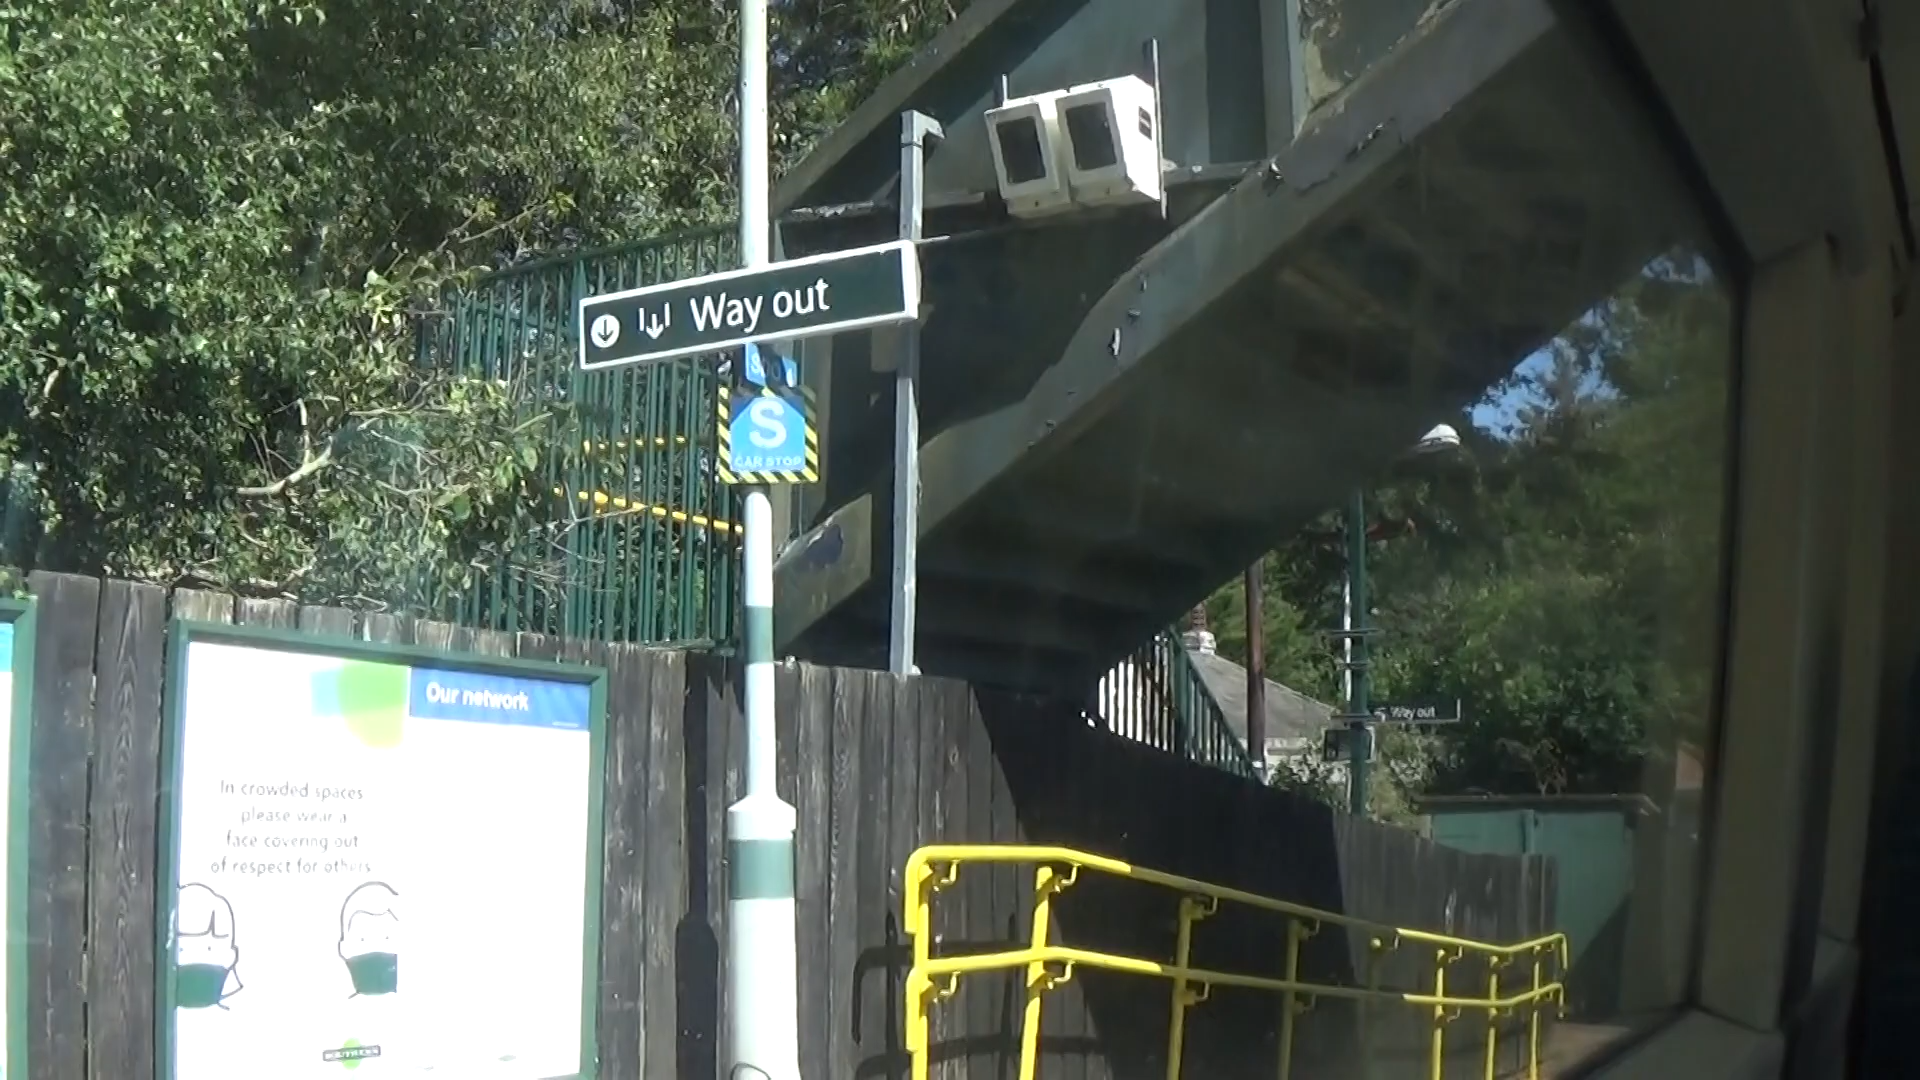 Way out
S
CAR STOP
Our network
In crowded spaces
please wear a
face covering out
of respect for others
SOUTHERN
Way out